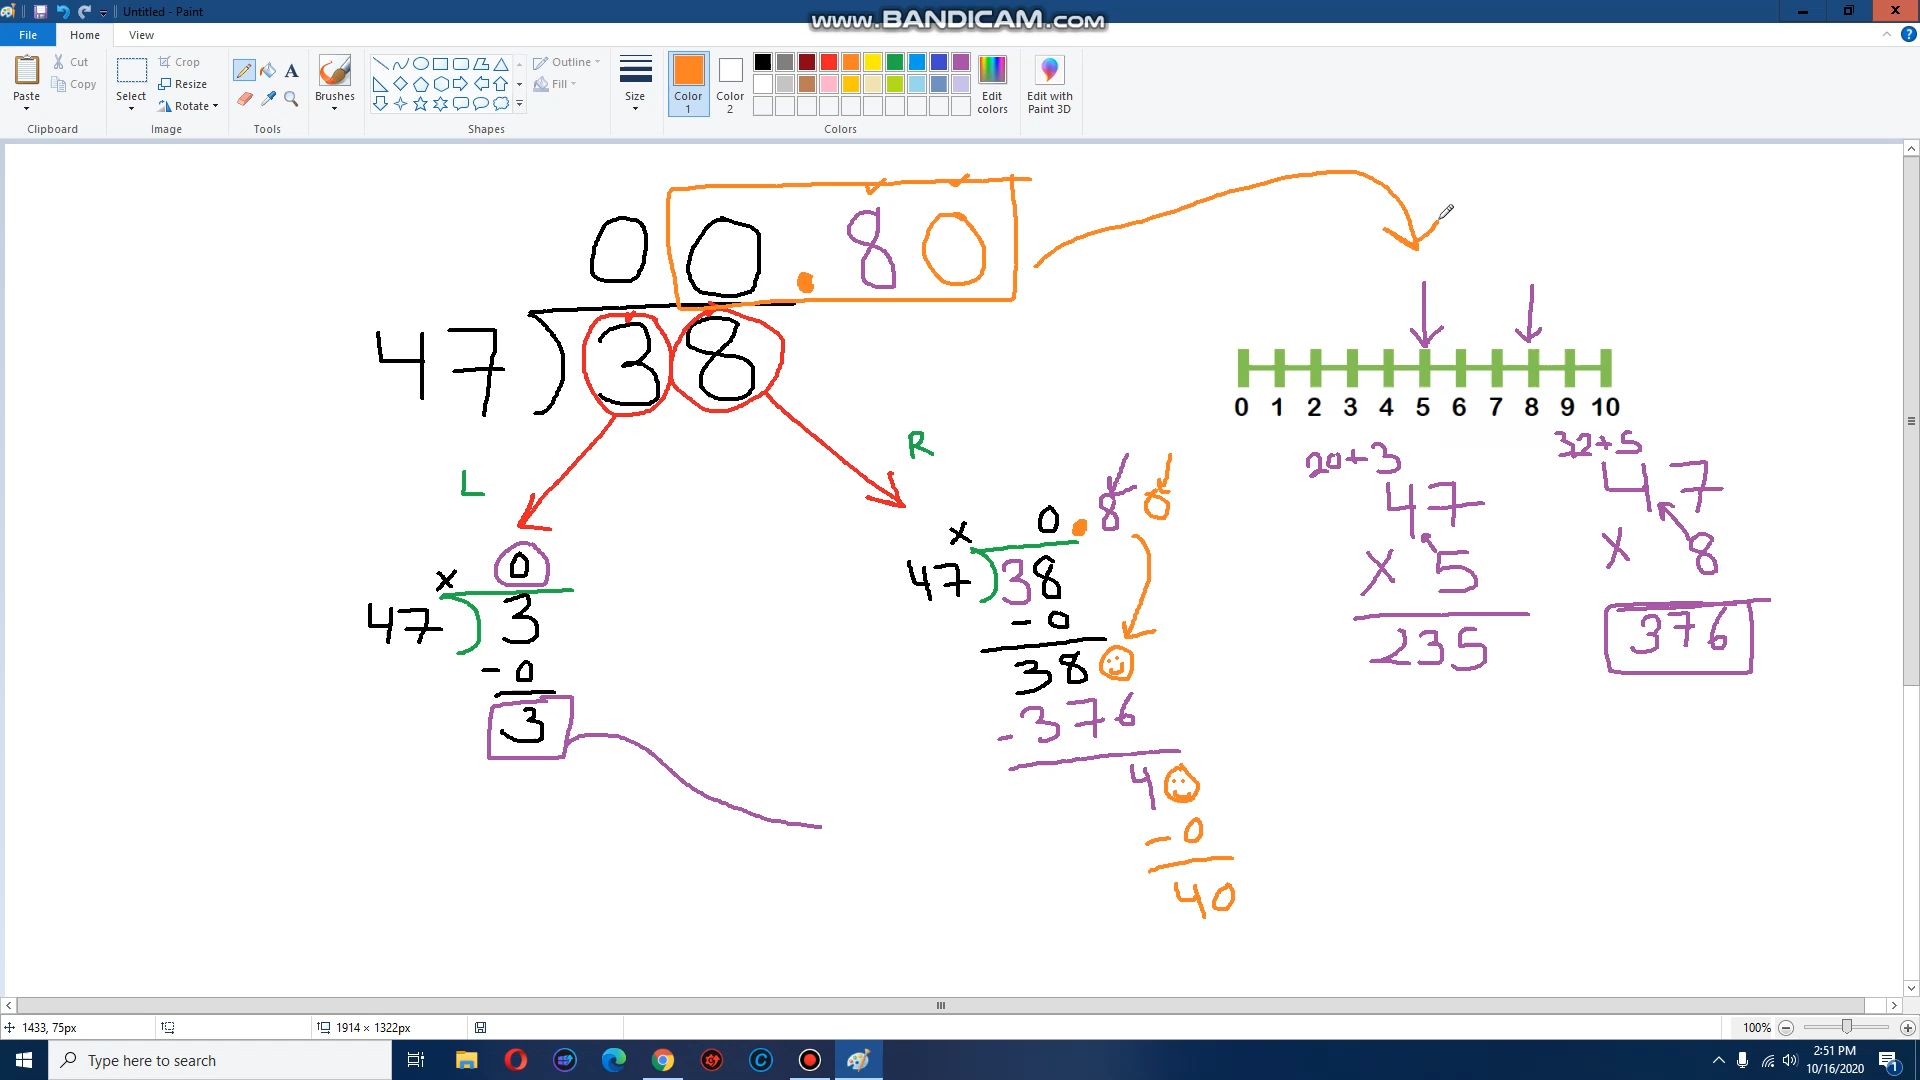 Untitled - Paint
www.BANDICAM.com
File Home View
Paste
Cut
Copy
Clipboard
Select
Crop
Resize
Rotate
Image
Tools
Brushes
Outline
Fill
Shapes
Size
Color 1
Color 2
Edit colors
Colors
Edit with Paint 3D
00.80
47)38
L
R
x 0
47)3
-0
3
x 0.80
47)38
-0
38
-376
4
-0
40
0 1 2 3 4 5 6 7 8 9 10
20+3
47
x 5
235
32+5
47
x 8
376
1433, 75px
1914 × 1322px
100%
Type here to search
2:51 PM
10/16/2020
1